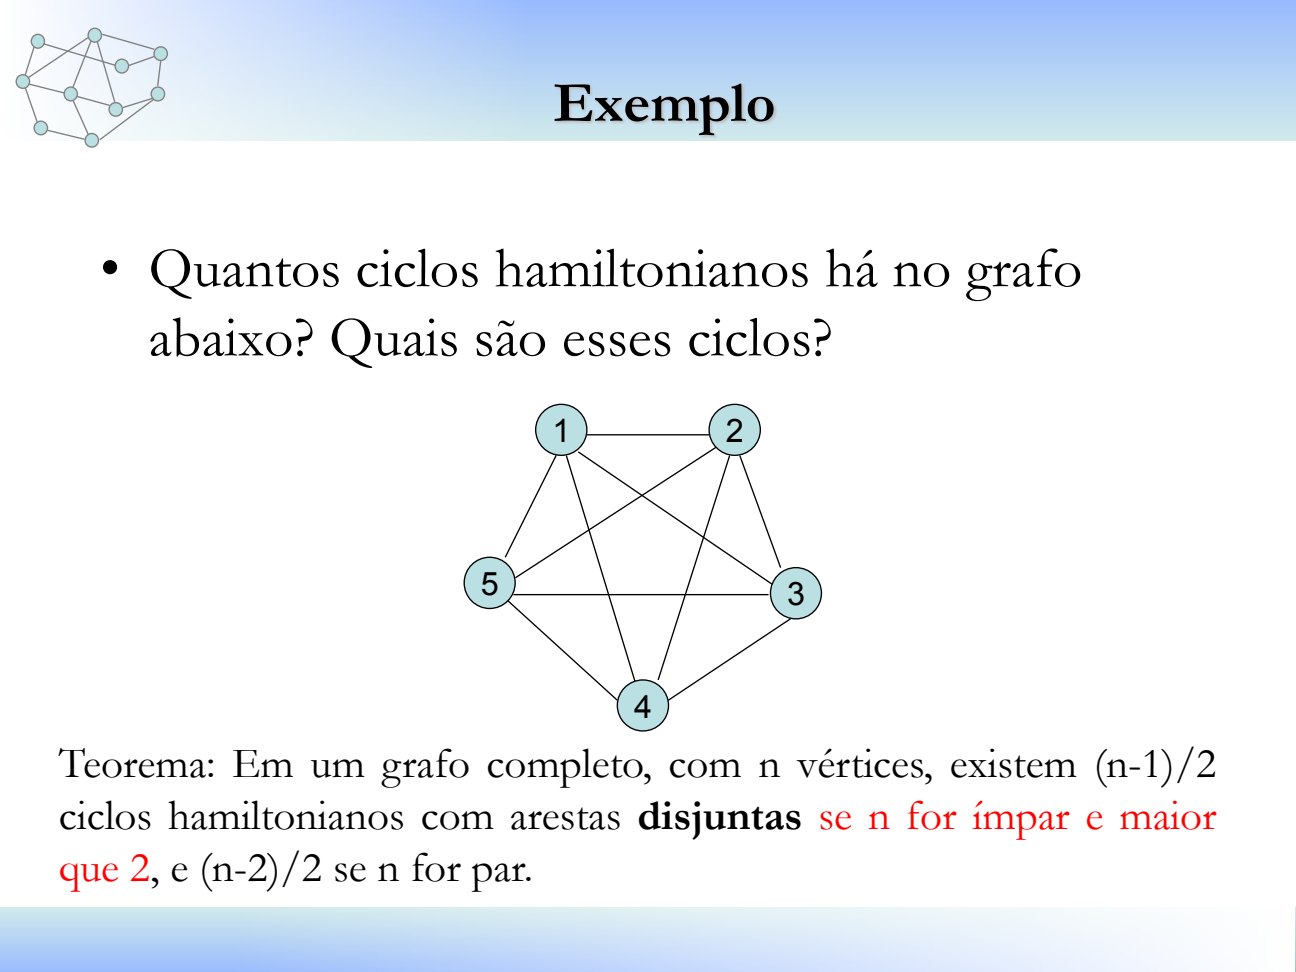 Exemplo
• Quantos ciclos hamiltonianos há no grafo
abaixo? Quais são esses ciclos?
1
2
5
3
4
Teorema: Em um grafo completo, com n vértices, existem (n-1)/2
ciclos hamiltonianos com arestas disjuntas se n for ímpar e maior
que 2, e (n-2)/2 se n for par.